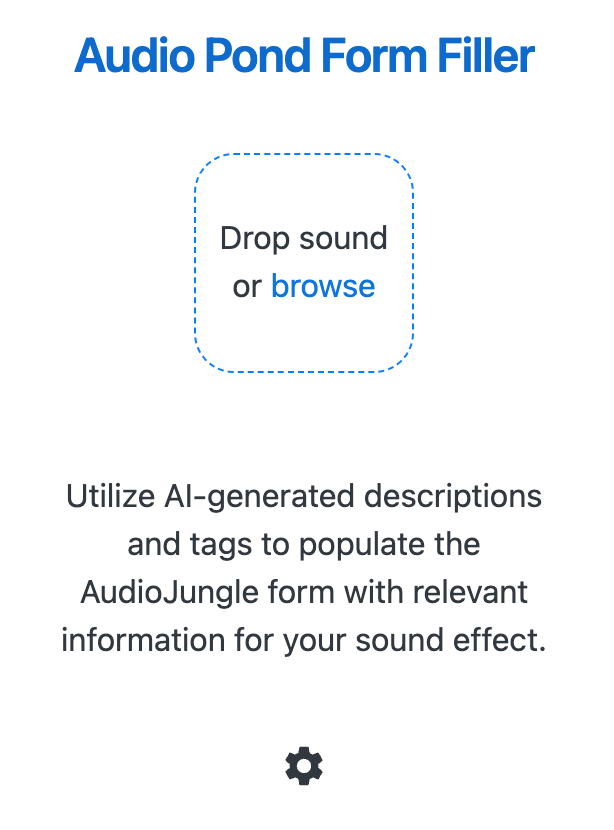 Audio Pond Form Filler
Drop sound
or browse
Utilize AI-generated descriptions
and tags to populate the
AudioJungle form with relevant
information for your sound effect.